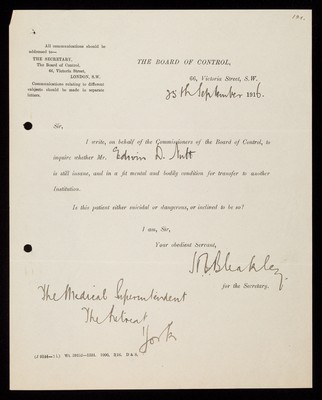 All communications should be
addressed to—
THE SECRETARY,
The Board of Control,
66, Victoria Street,
LONDON, S.W.
Communications relating to different
subjects should be made in separate
letters.
THE BOARD OF CONTROL,
66, Victoria Street, S.W.
25th September 1916.
Sir,
I write, on behalf of the Commissioners of the Board of Control, to
inquire whether Mr. Edwin D. Nutt
is still insane, and in a fit mental and bodily condition for transfer to another
Institution.
Is this patient either suicidal or dangerous, or inclined to be so?
I am, Sir,
Your obedient Servant,
Bleakley
for the Secretary.
The Medical Superintendent
The Retreat
York